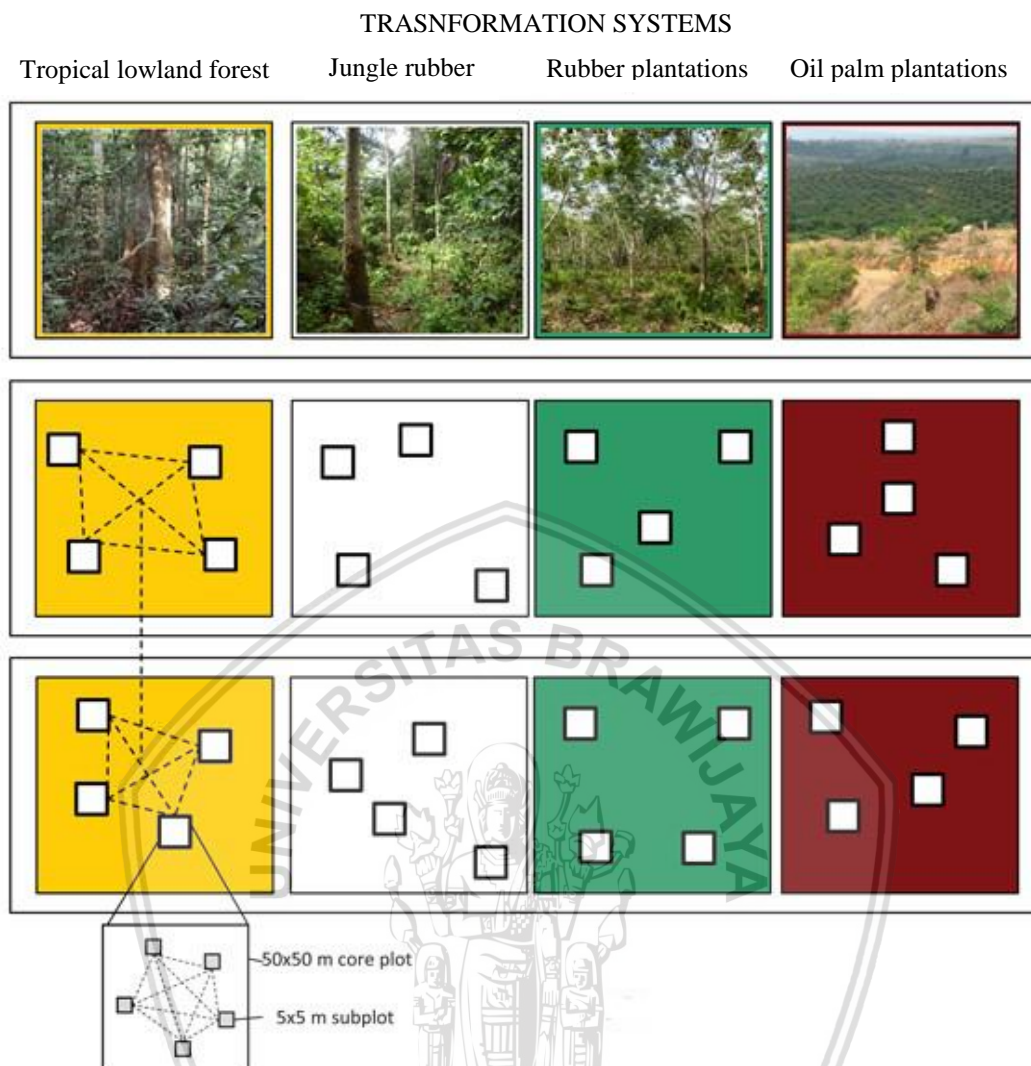 TRASNFORMATION SYSTEMS
Tropical lowland forest Jungle rubber Rubber plantations Oil palm plantations
UNIVERSITAS BRAWIJAYA
50x50 m core plot
5x5 m subplot